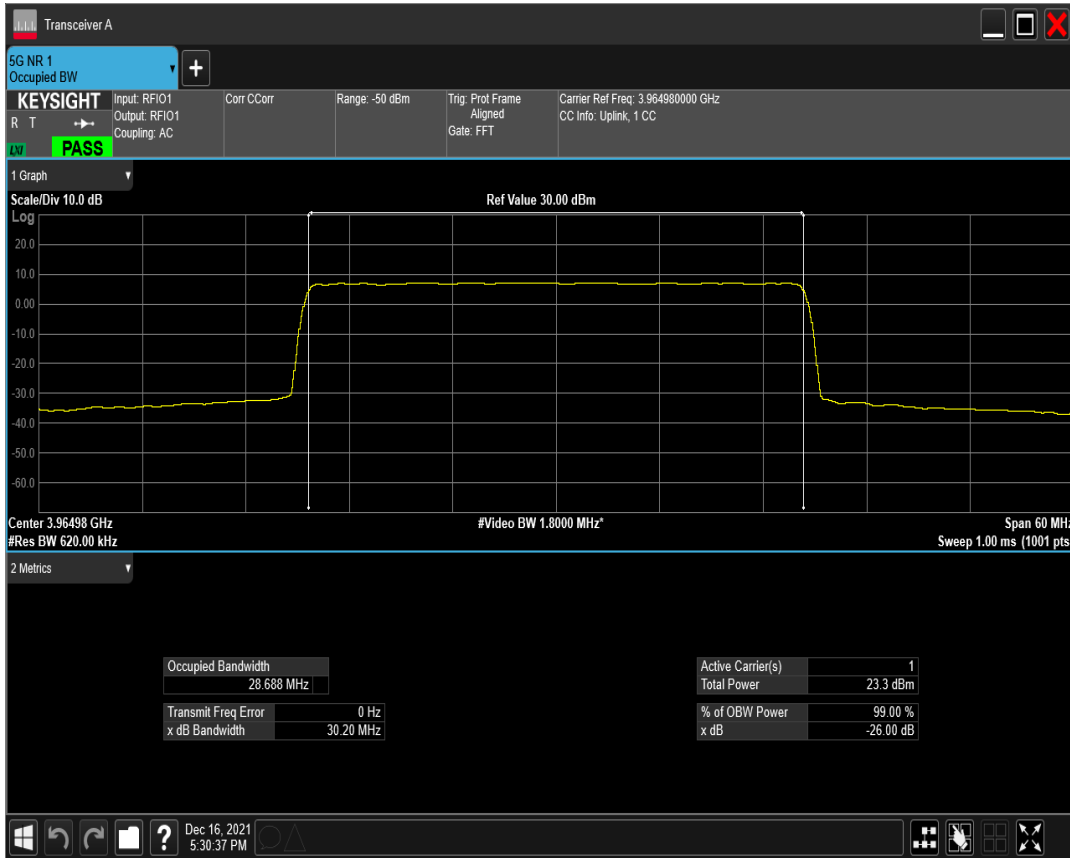 Transceiver A
5G NR 1
Occupied BW
KEYSIGHT
R T
LXI
PASS
Input: RFIO1
Output: RFIO1
Coupling: AC
Corr CCorr
Range: -50 dBm
Trig: Prot Frame
Aligned
Gate: FFT
Carrier Ref Freq: 3.964980000 GHz
CC Info: Uplink, 1 CC
1 Graph
Scale/Div 10.0 dB
Ref Value 30.00 dBm
Log
20.0
10.0
0.00
-10.0
-20.0
-30.0
-40.0
-50.0
-60.0
Center 3.96498 GHz
#Video BW 1.8000 MHz*
Span 60 MHz
#Res BW 620.00 kHz
Sweep 1.00 ms (1001 pts
2 Metrics
Occupied Bandwidth
28.688 MHz
Transmit Freq Error 0 Hz
x dB Bandwidth 30.20 MHz
Active Carrier(s) 1
Total Power 23.3 dBm
% of OBW Power 99.00 %
x dB -26.00 dB
?
Dec 16, 2021
5:30:37 PM